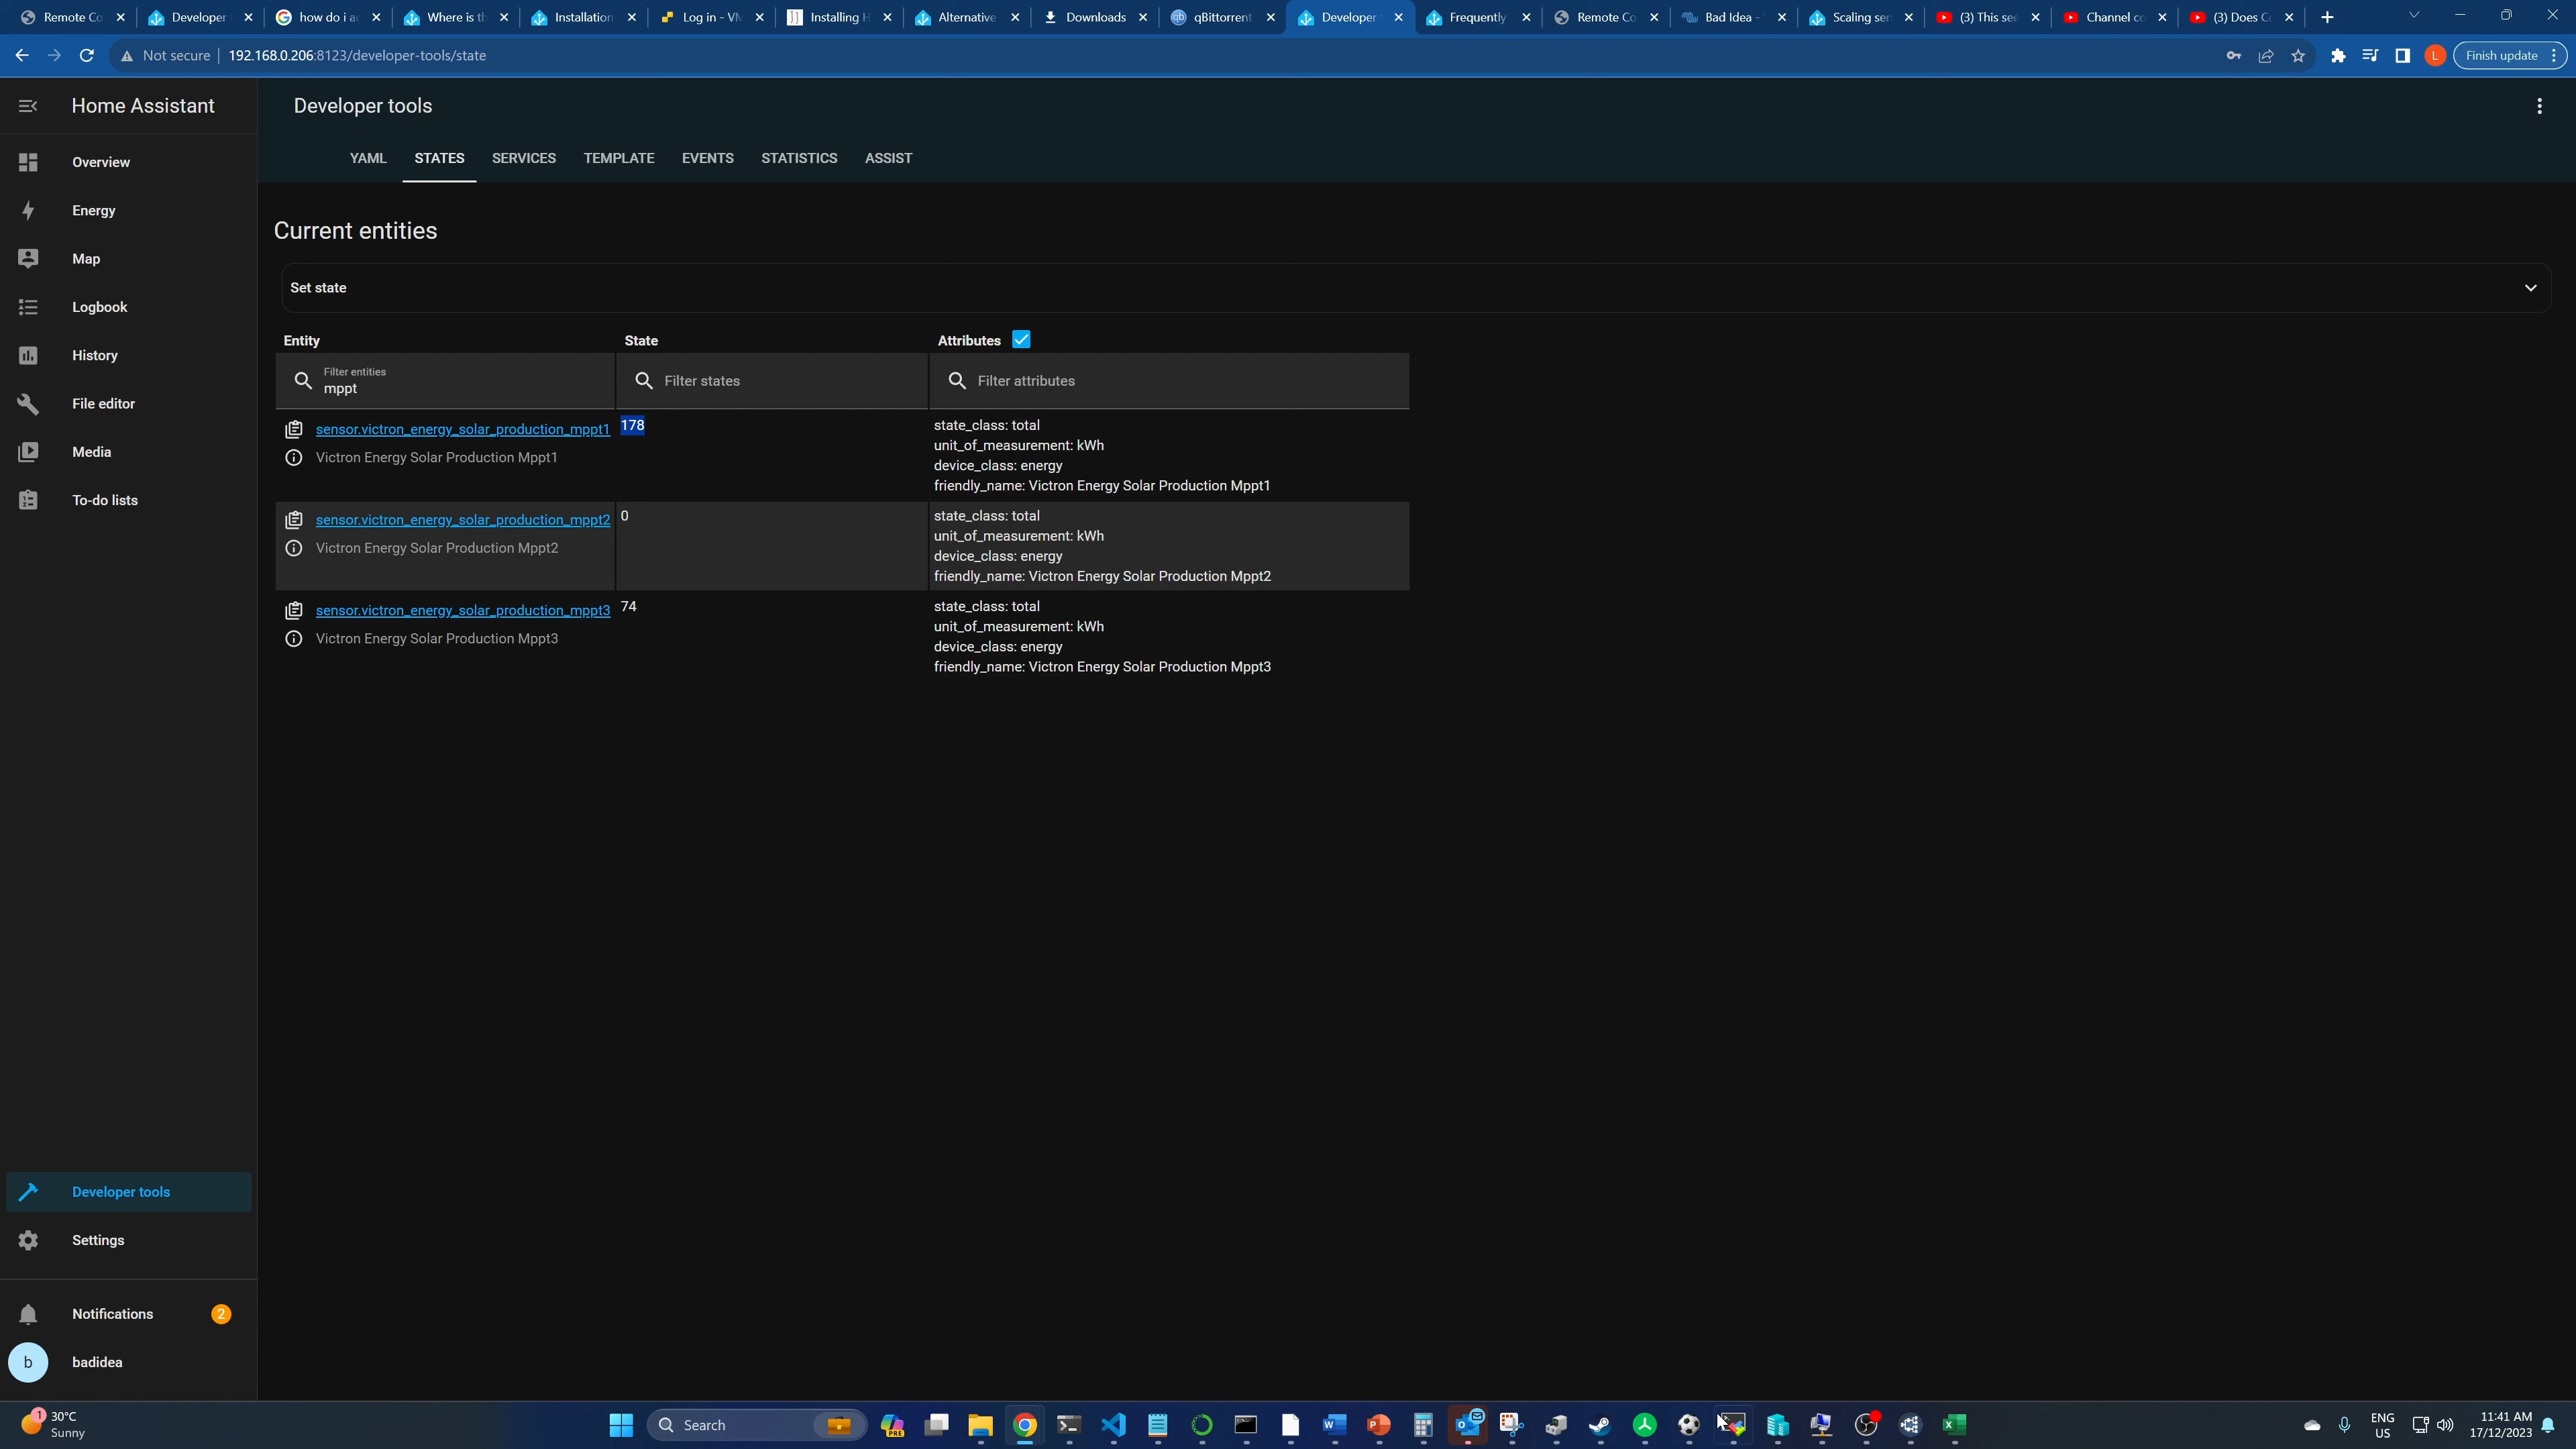 Remote Co
Developer
how do i a
Where is th
Installation
Log in - VM
Installing H
Alternative
Downloads
qBittorrent
Developer
Frequently
Remote Co
Bad Idea -
Scaling sen
(3) This see
Channel co
(3) Does Co
Not secure
192.168.0.206:8123/developer-tools/state
L
Finish update
Home Assistant
Developer tools
YAML STATES SERVICES TEMPLATE EVENTS STATISTICS ASSIST
Overview
Energy
Map
Logbook
History
File editor
Media
To-do lists
Current entities
Set state
Entity State Attributes
Filter entities
mppt
Filter states
Filter attributes
sensor.victron_energy_solar_production_mppt1
Victron Energy Solar Production Mppt1
178
state_class: total
unit_of_measurement: kWh
device_class: energy
friendly_name: Victron Energy Solar Production Mppt1
sensor.victron_energy_solar_production_mppt2
Victron Energy Solar Production Mppt2
0
state_class: total
unit_of_measurement: kWh
device_class: energy
friendly_name: Victron Energy Solar Production Mppt2
sensor.victron_energy_solar_production_mppt3
Victron Energy Solar Production Mppt3
74
state_class: total
unit_of_measurement: kWh
device_class: energy
friendly_name: Victron Energy Solar Production Mppt3
Developer tools
Settings
Notifications 2
b badidea
1
30°C
Sunny
Search
PRE
ENG
US
11:41 AM
17/12/2023